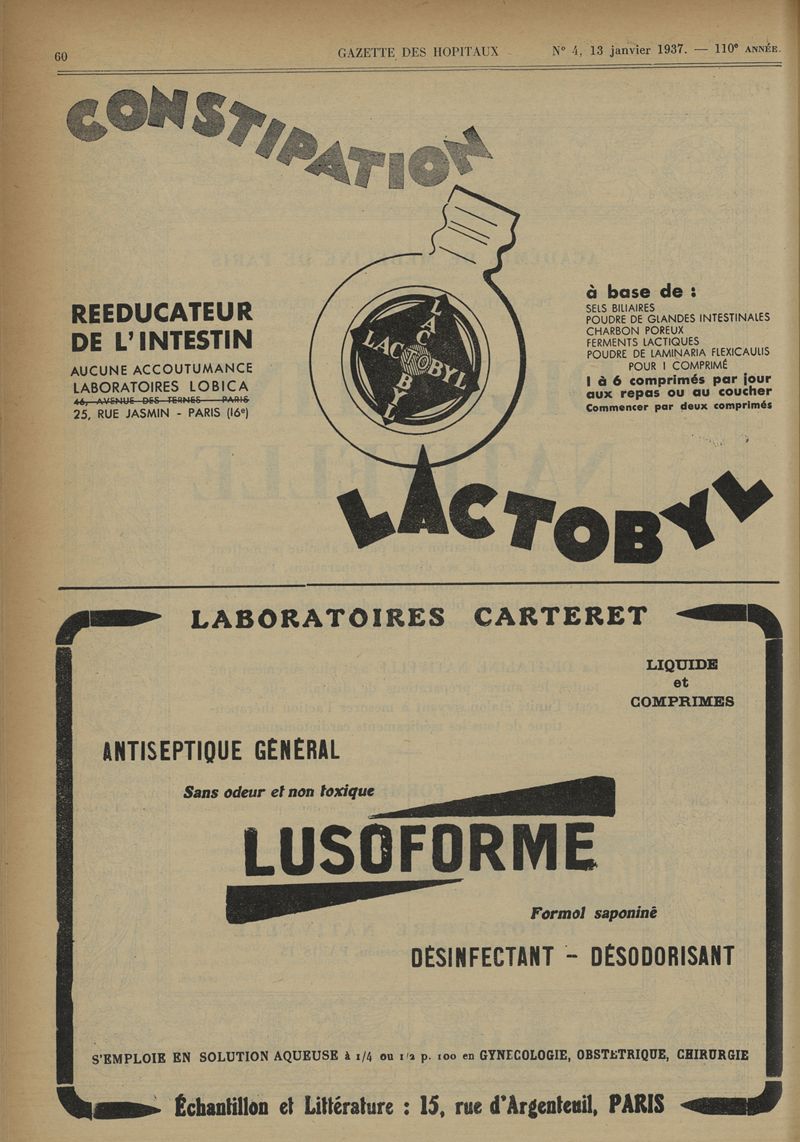 60 GAZETTE DES HOPITAUX N° 4, 13 janvier 1937. — 110e ANNÉE.
CONSTIPATION
REEDUCATEUR
DE L'INTESTIN
AUCUNE ACCOUTUMANCE
LABORATOIRES LOBICA
46, AVENUE DES TERNES - PARIS
25, RUE JASMIN - PARIS (16e)
LACTOBYL
LACTOBYL
à base de :
SELS BILIAIRES
POUDRE DE GLANDES INTESTINALES
CHARBON POREUX
FERMENTS LACTIQUES
POUDRE DE LAMINARIA FLEXICAULIS
POUR 1 COMPRIMÉ
1 à 6 comprimés par jour
aux repas ou au coucher
Commencer par deux comprimés
LACTOBYL
LABORATOIRES CARTERET
LIQUIDE
et
COMPRIMES
ANTISEPTIQUE GÉNÉRAL
Sans odeur et non toxique
LUSOFORME
Formol saponiné
DÉSINFECTANT - DÉSODORISANT
S'EMPLOIE EN SOLUTION AQUEUSE à 1/4 ou 1/2 p. 100 en GYNECOLOGIE, OBSTETRIQUE, CHIRURGIE
Échantillon et Littérature : 15, rue d'Argenteuil, PARIS